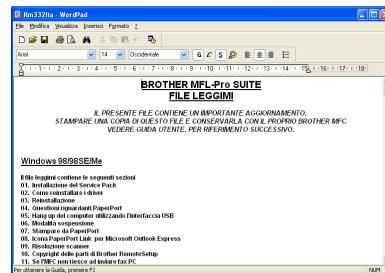 Rm332Ita - WordPad
File Modifica Visualizza Inserisci Formato ?
Arial 14 Occidentale G C S
BROTHER MFL-Pro SUITE
FILE LEGGIMI
IL PRESENTE FILE CONTIENE UN IMPORTANTE AGGIORNAMENTO.
STAMPARE UNA COPIA DI QUESTO FILE E CONSERVARLA CON IL PROPRIO BROTHER MFC
VEDERE GUIDA UTENTE. PER RIFERIMENTO SUCCESSIVO.
Windows 98/98SE/Me
Il file leggimi contiene le seguenti sezioni
01. Installazione del Service Pack
02. Come reinstallare i driver
03. Reinstallazione
04. Questioni riguardanti PaperPort
05. Hang up del computer utilizzando l'interfaccia USB
06. Modalità sospensione
07. Stampare da PaperPort
08. Icona PaperPort Link per Microsoft Outlook Express
09. Risoluzione scanner
10. Copyright delle parti di Brother RemoteSetup
11. Se l'MFC non riesce ad inviare fax PC
Per ottenere la Guida, premere F1 NUM